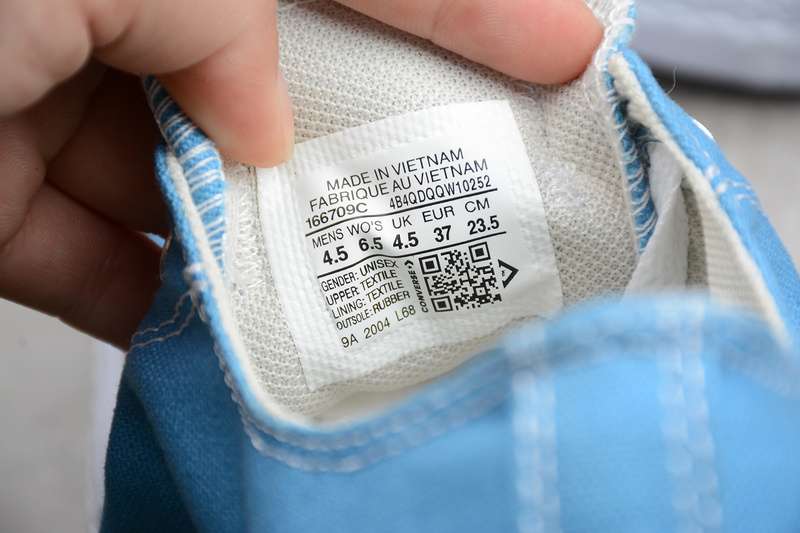 MADE IN VIETNAM
FABRIQUE AU VIETNAM
166709C 4B4QDQQW10252
MENS WO'S UK EUR CM
4.5 6.5 4.5 37 23.5
GENDER: UNISEX
UPPER: TEXTILE
LINING: TEXTILE
OUTSOLE: RUBBER
CONVERSE
9A 2004 L68